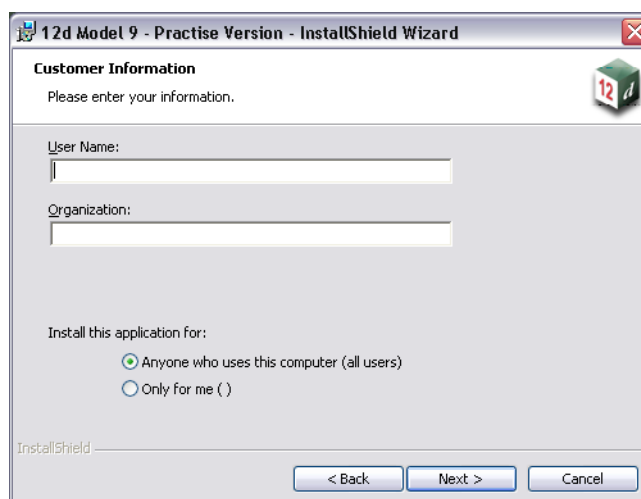 12d Model 9 - Practise Version - InstallShield Wizard
Customer Information
Please enter your information.
12 d
User Name:
Organization:
Install this application for:
Anyone who uses this computer (all users)
Only for me ( )
InstallShield
< Back Next > Cancel